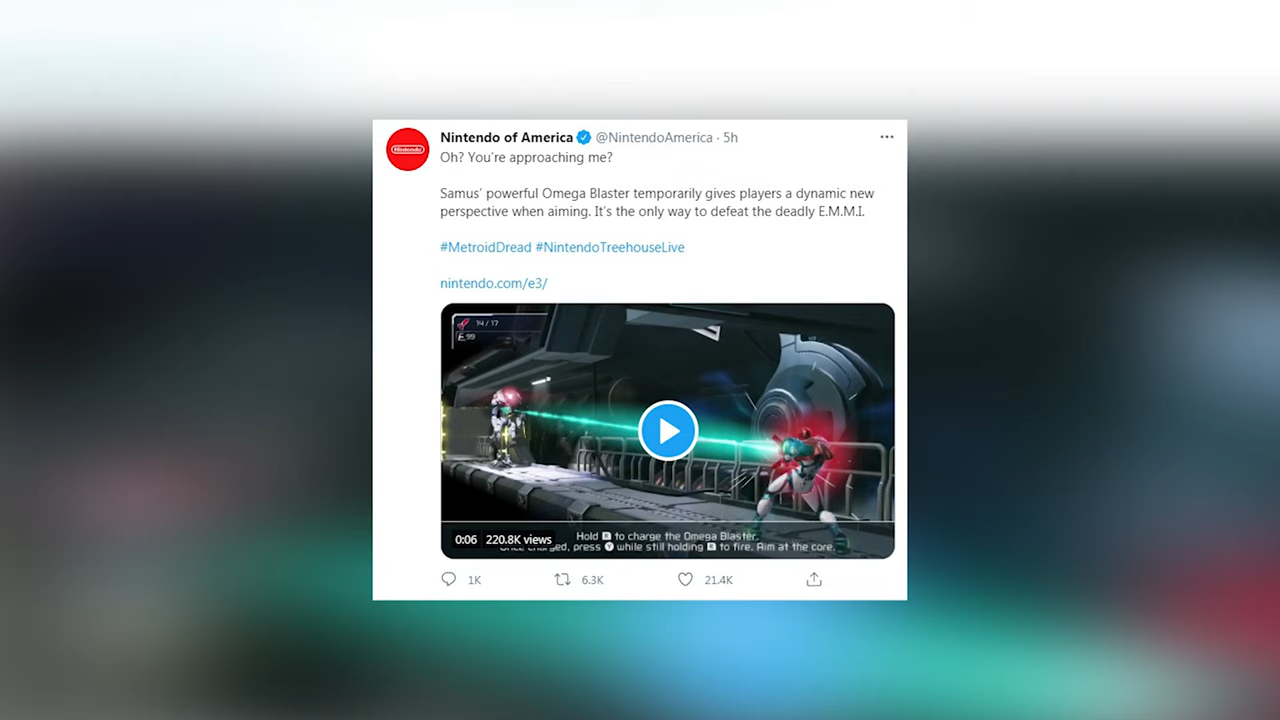 Nintendo
Nintendo of America @NintendoAmerica · 5h
Oh? You're approaching me?
Samus' powerful Omega Blaster temporarily gives players a dynamic new
perspective when aiming. It's the only way to defeat the deadly E.M.M.I.
#MetroidDread #NintendoTreehouseLive
nintendo.com/e3/
14 / 17
E 99
Hold R to charge the Omega Blaster.
0:06 220.8K views
Once charged, press Y while still holding R to fire. Aim at the core.
1K 6.3K 21.4K